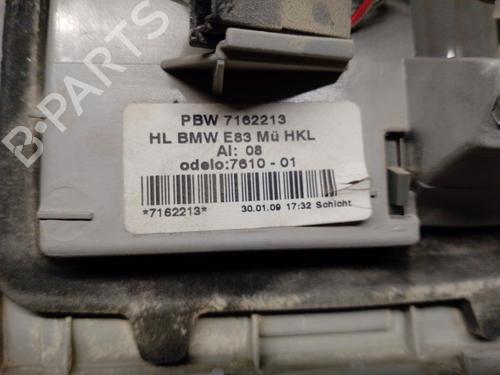 B-PARTS
PBW 7162213
HL BMW E83 Mü HKL
AI: 08
odelo:7610 - 01
*7162213*
30.01.09 17:32 Schicht